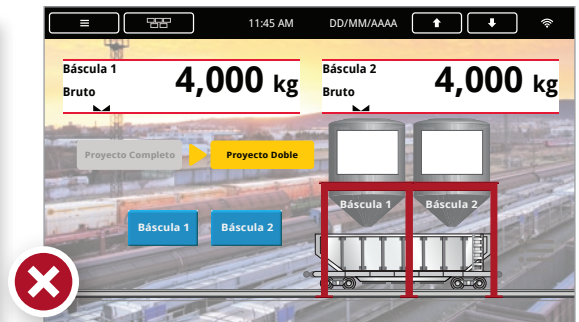 11:45 AM DD/MM/AAAA
Báscula 1
Bruto
4,000 kg
Báscula 2
Bruto
4,000 kg
Proyecto Completo
Proyecto Doble
Báscula 1 Báscula 2
Báscula 1 Báscula 2